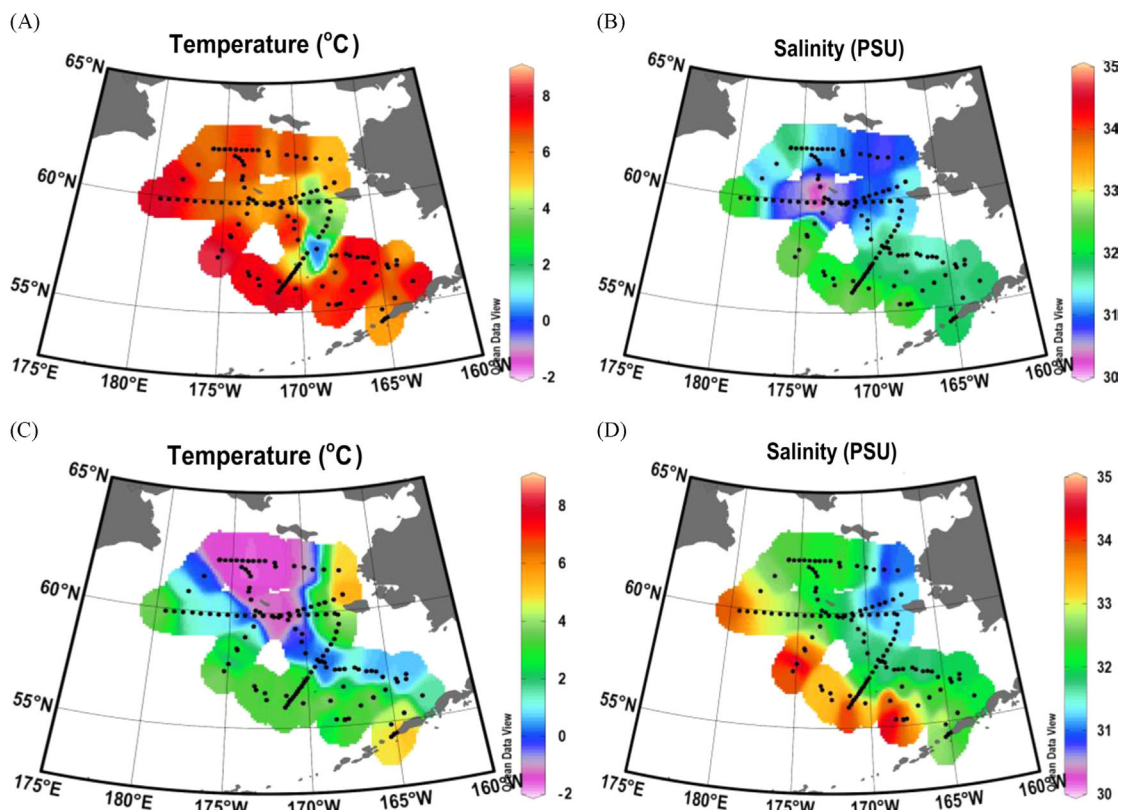 (A)
Temperature (°C)
65°N
60°N
55°N
175°E
180°E
175°W
170°W
165°W
160°W
8
6
4
2
0
-2
Ocean Data View
(B)
Salinity (PSU)
65°N
60°N
55°N
175°E
180°E
175°W
170°W
165°W
160°W
35
34
33
32
31
30
Ocean Data View
(C)
Temperature (°C)
65°N
60°N
55°N
175°E
180°E
175°W
170°W
165°W
160°W
8
6
4
2
0
-2
Ocean Data View
(D)
Salinity (PSU)
65°N
60°N
55°N
175°E
180°E
175°W
170°W
165°W
160°W
35
34
33
32
31
30
Ocean Data View